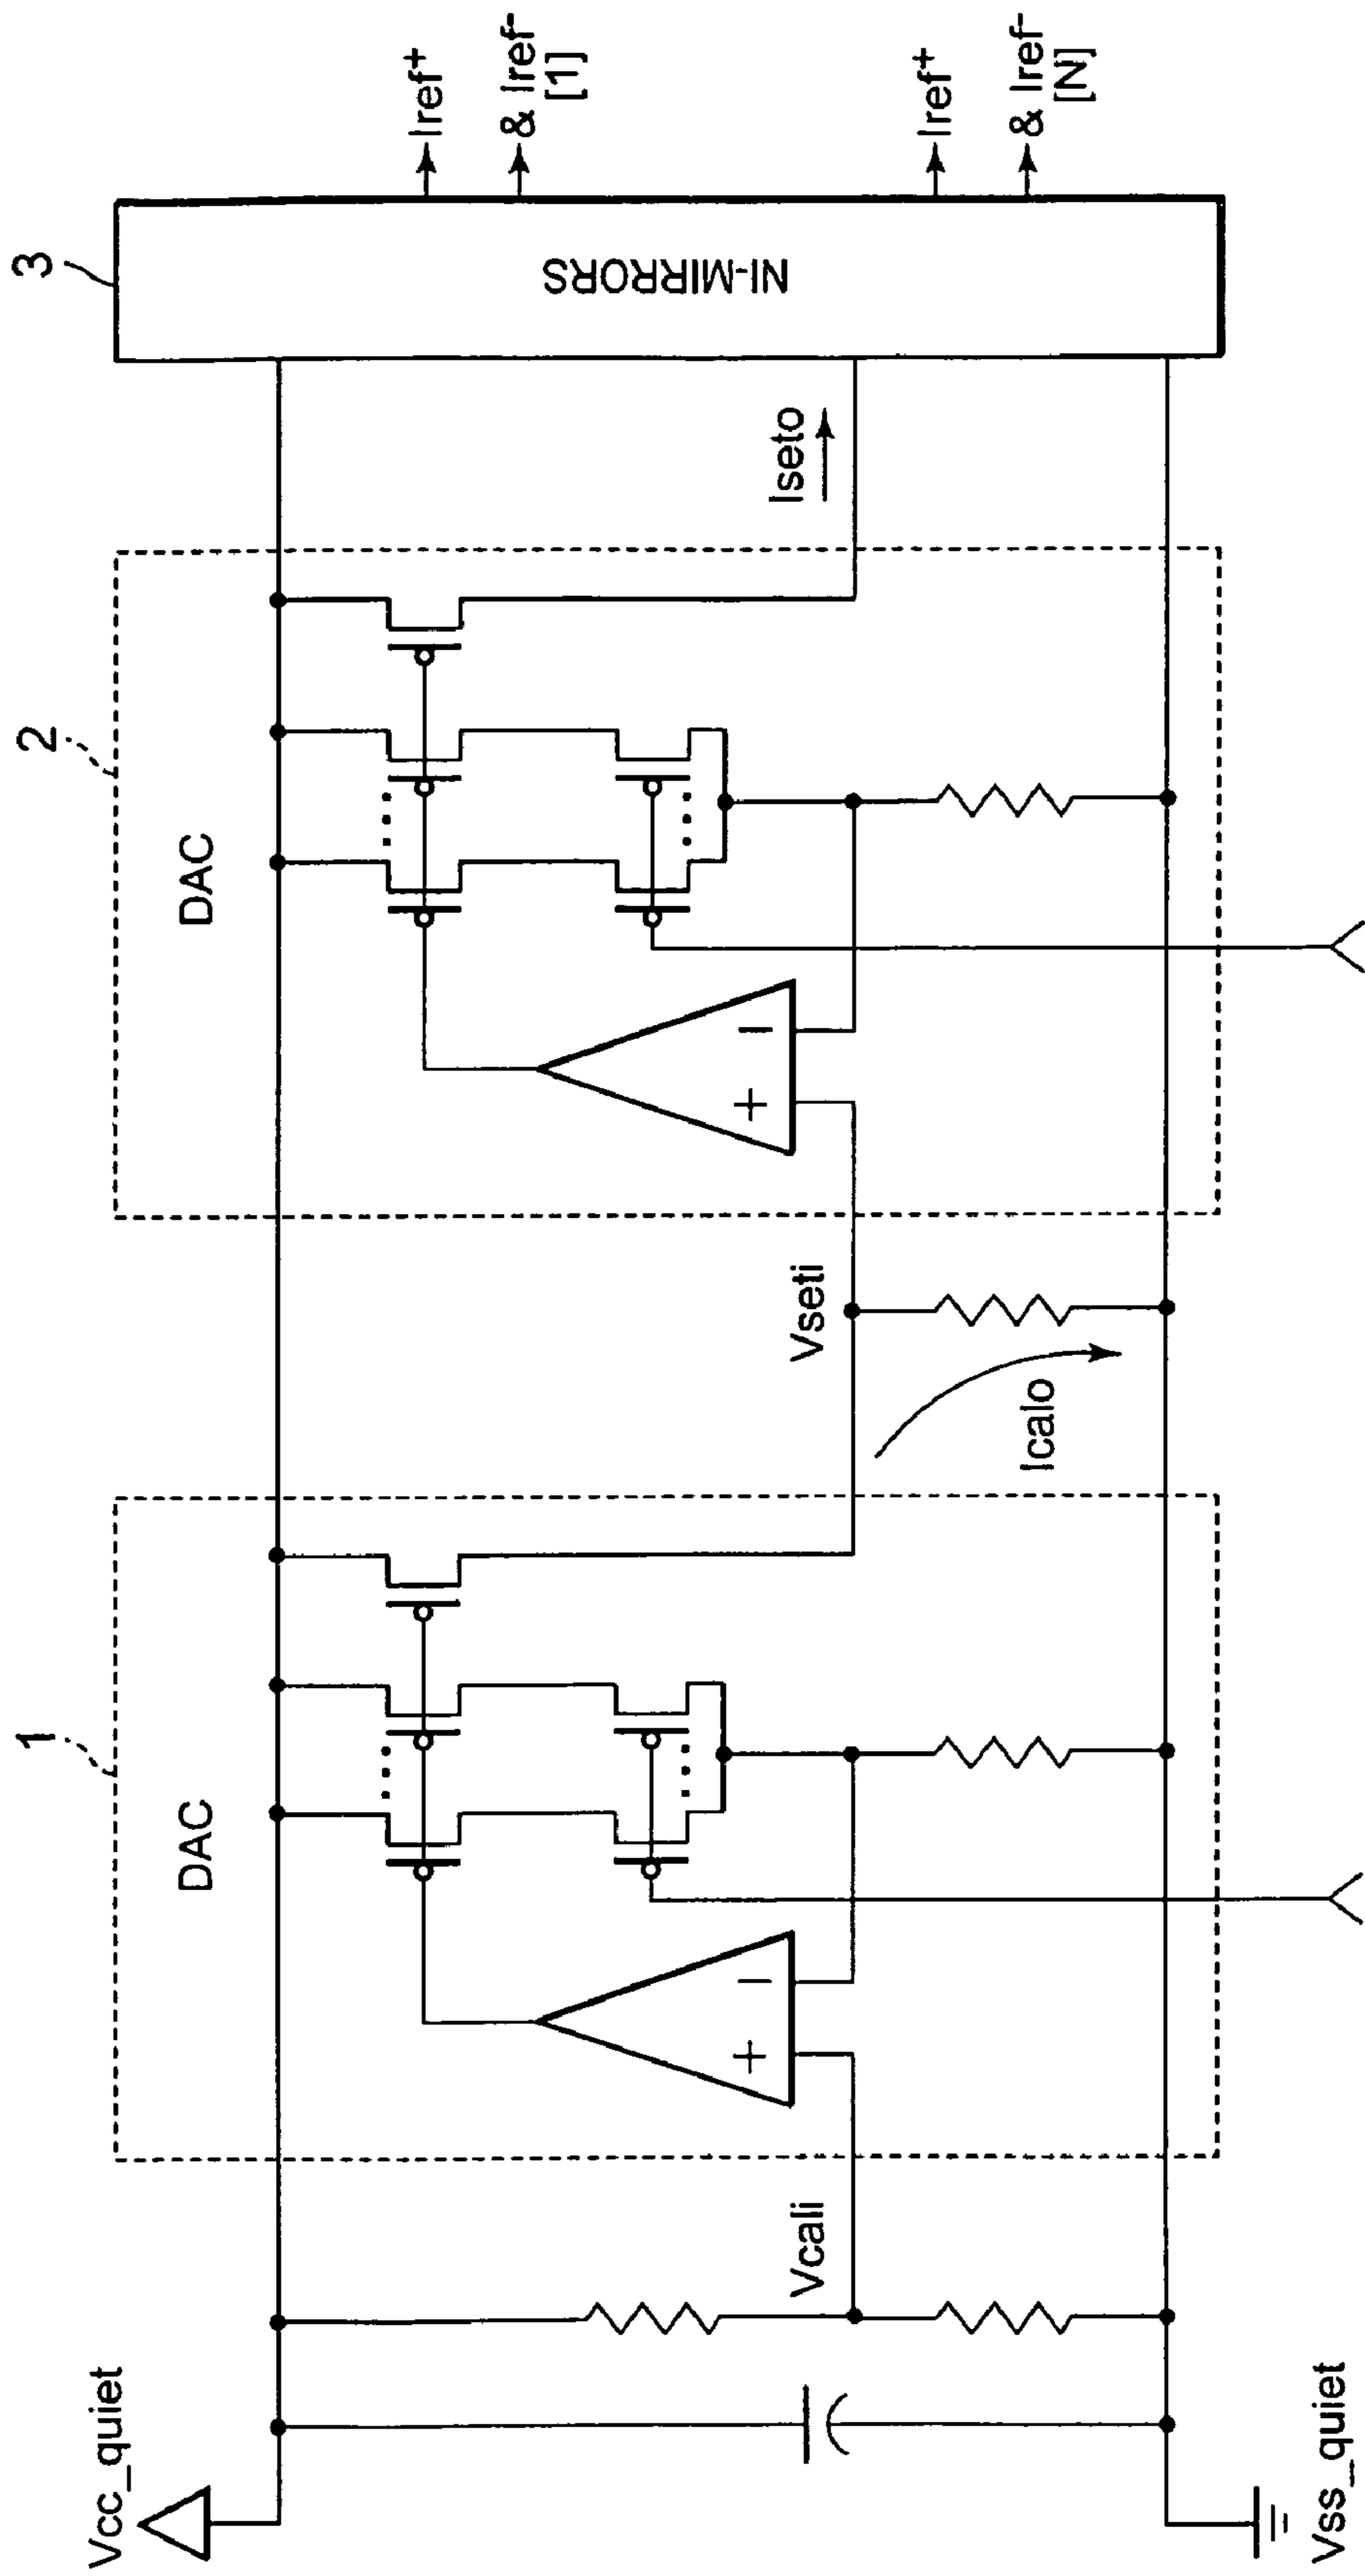 Vcc_quiet
Vss_quiet
Vcali
1
DAC
+
−
Icalo
Vseti
2
DAC
+
−
Iseto
3
NI-MIRRORS
Iref+
& Iref-
[1]
Iref+
& Iref-
[N]